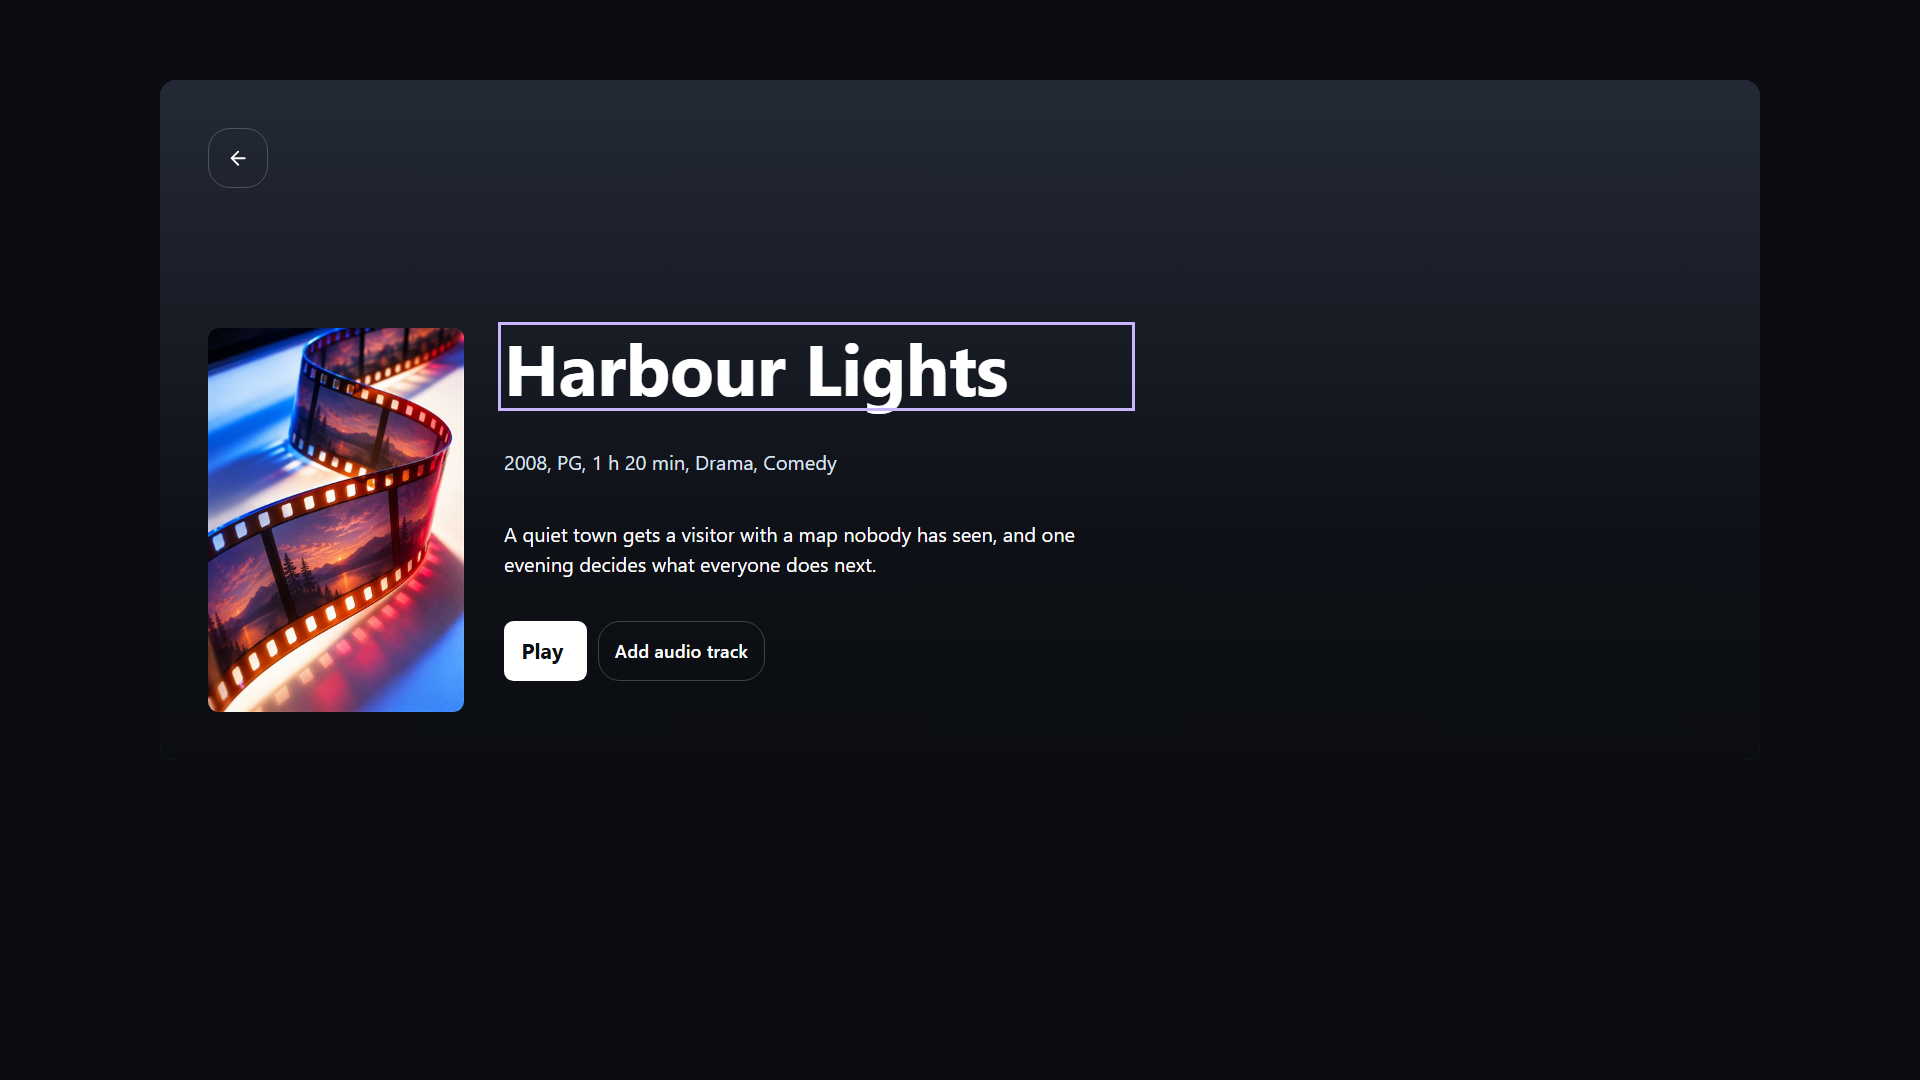 Harbour Lights
2008, PG, 1 h 20 min, Drama, Comedy
A quiet town gets a visitor with a map nobody has seen, and one
evening decides what everyone does next.
Play
Add audio track